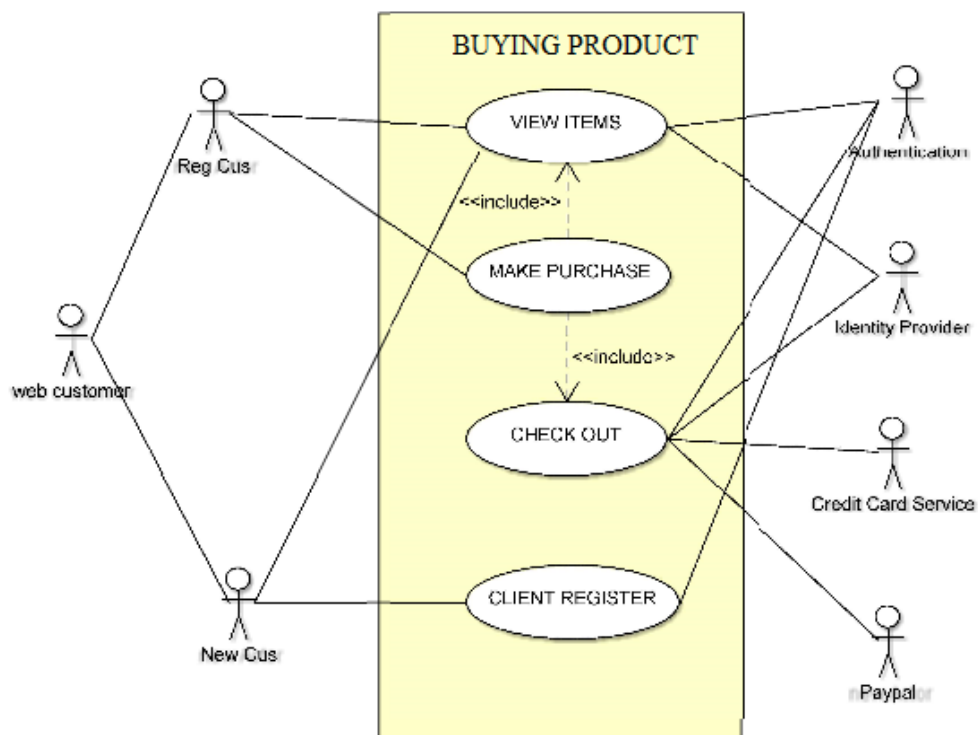 BUYING PRODUCT
VIEW ITEMS
Authentication
Reg Cus
<<include>>
MAKE PURCHASE
Identity Provider
<<include>>
web customer
CHECK OUT
Credit Card Service
CLIENT REGISTER
New Cus
Paypal